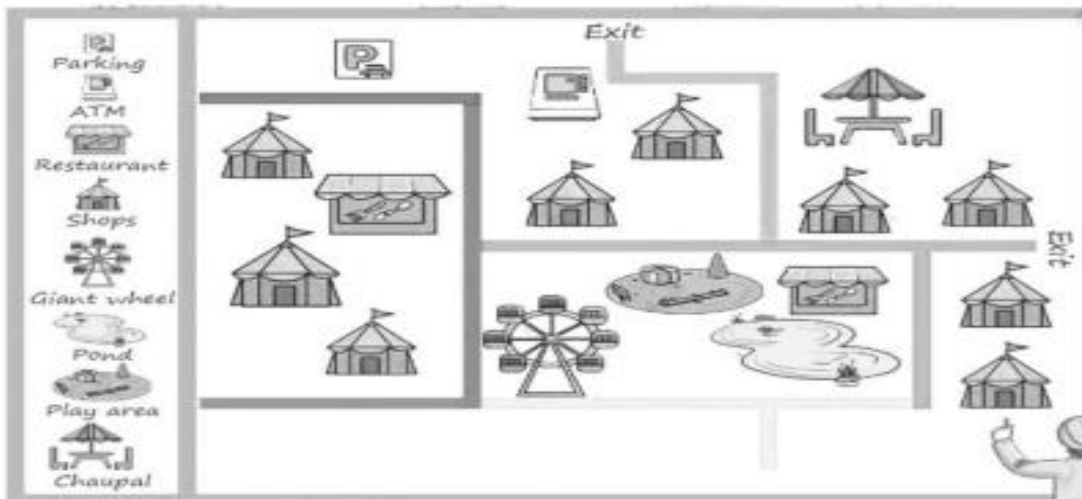 Parking
ATM
Restaurant
Shops
Giant wheel
Pond
Play area
Chaupal
P
Exit
Exit